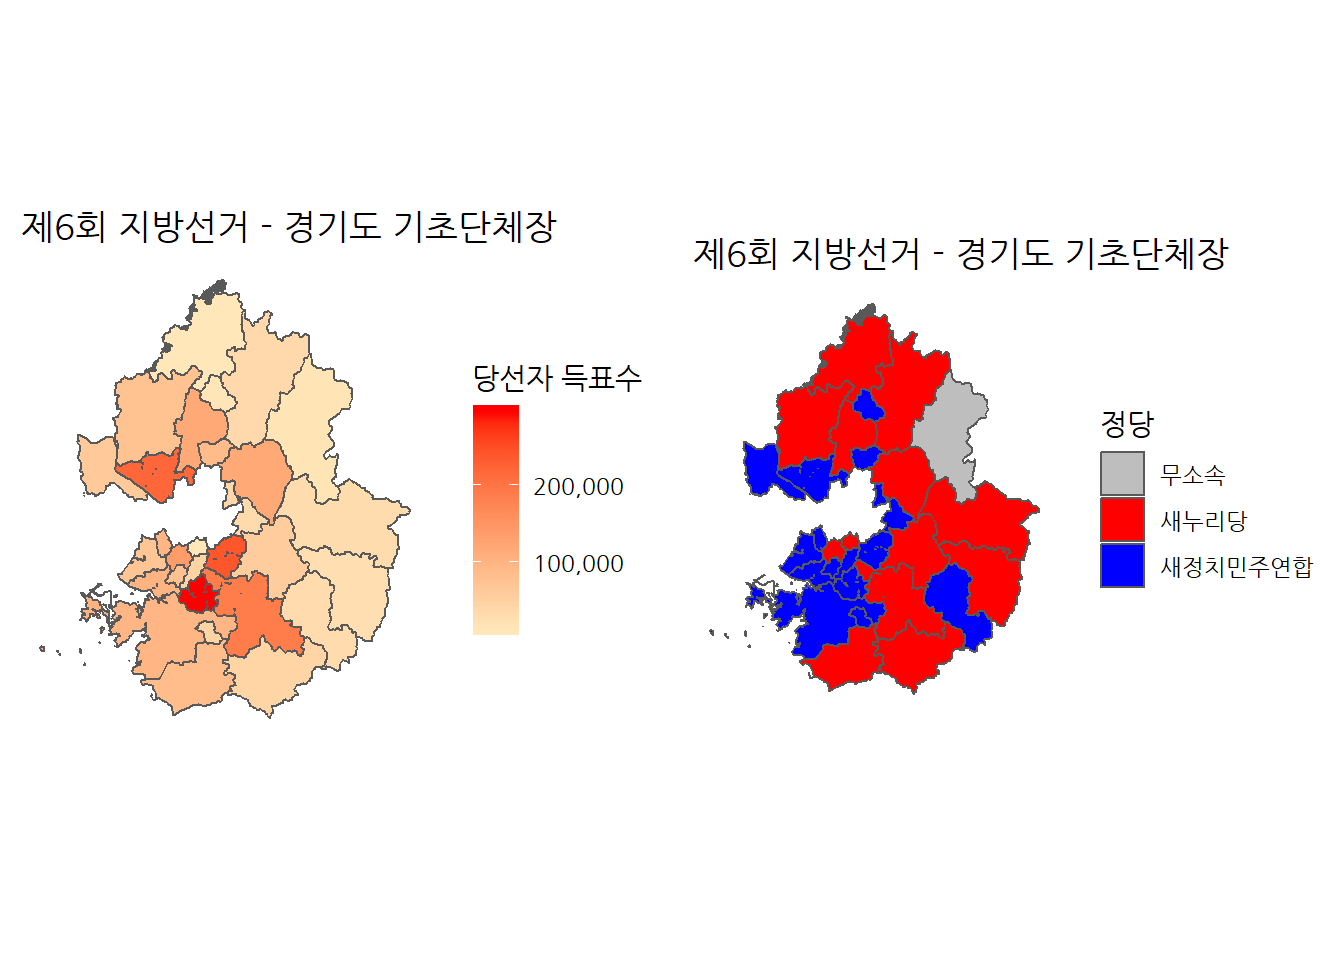 제6회 지방선거 - 경기도 기초단체장
당선자 득표수
200,000
100,000
제6회 지방선거 - 경기도 기초단체장
정당
무소속
새누리당
새정치민주연합